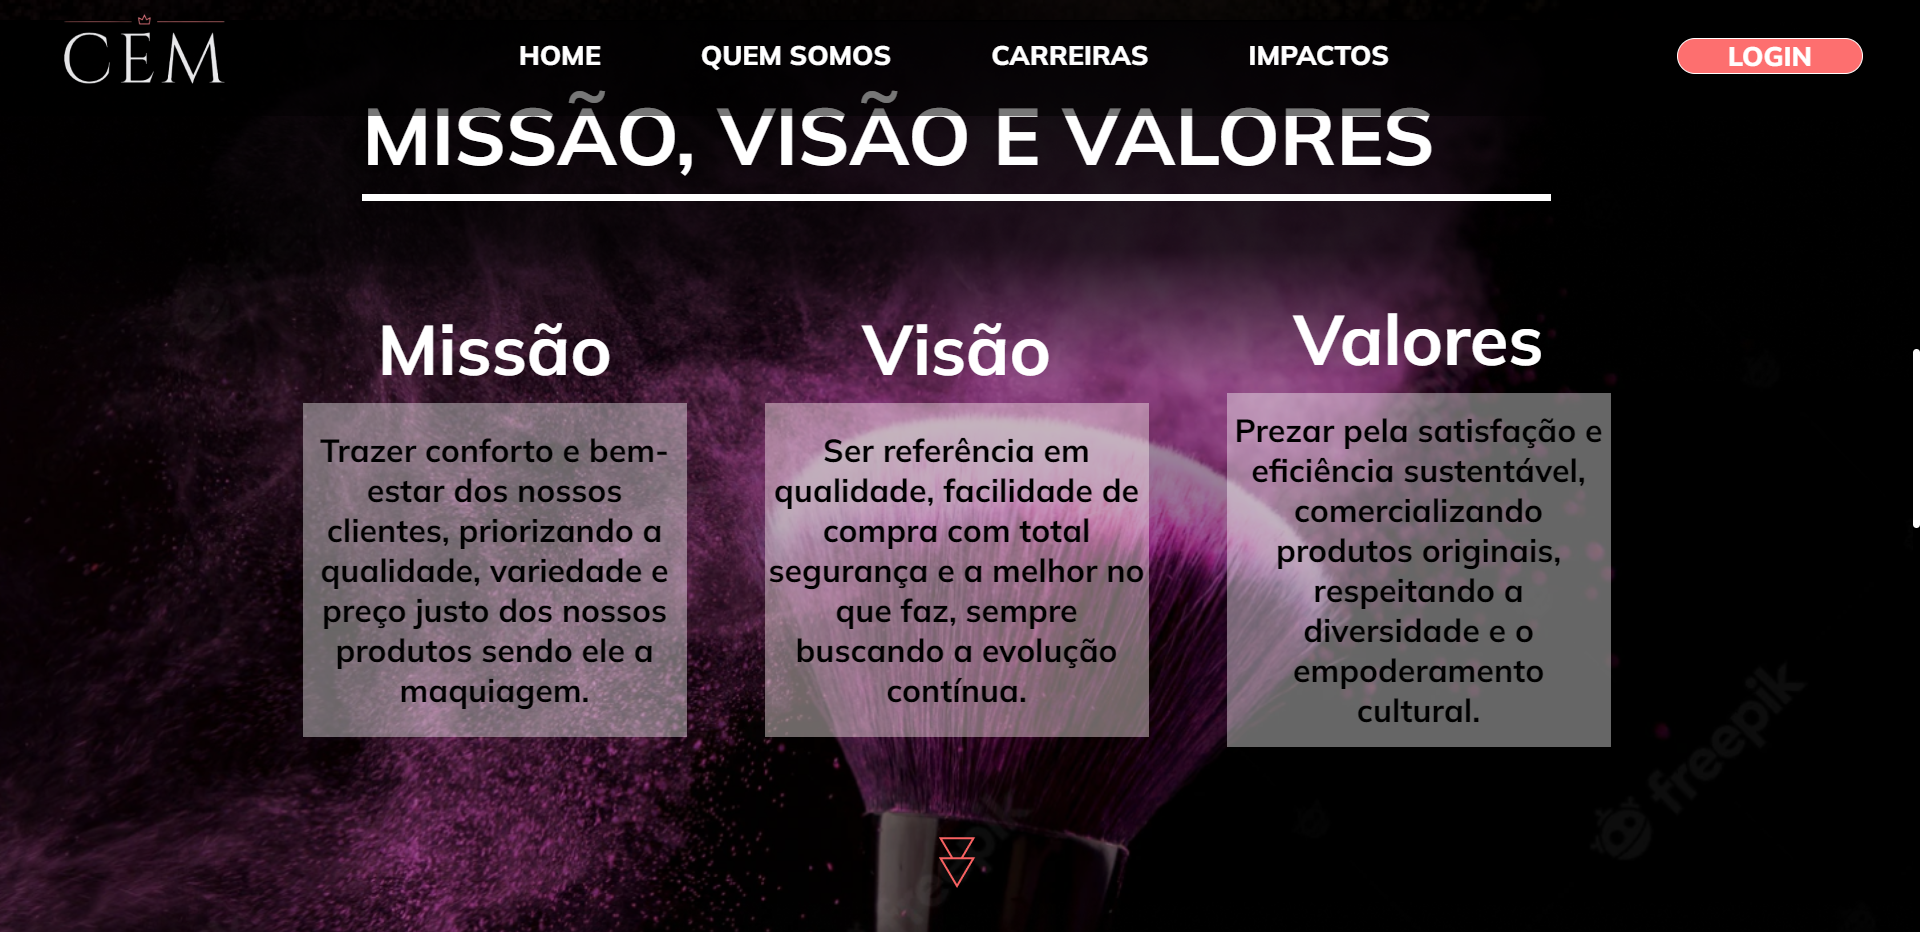 CEM
HOME
QUEM SOMOS
CARREIRAS
IMPACTOS
LOGIN
MISSÃO, VISÃO E VALORES
Missão
Trazer conforto e bem-
estar dos nossos
clientes, priorizando a
qualidade, variedade e
preço justo dos nossos
produtos sendo ele a
maquiagem.
Visão
Ser referência em
qualidade, facilidade de
compra com total
segurança e a melhor no
que faz, sempre
buscando a evolução
contínua.
Valores
Prezar pela satisfação e
eficiência sustentável,
comercializando
produtos originais,
respeitando a
diversidade e o
empoderamento
cultural.
freepik